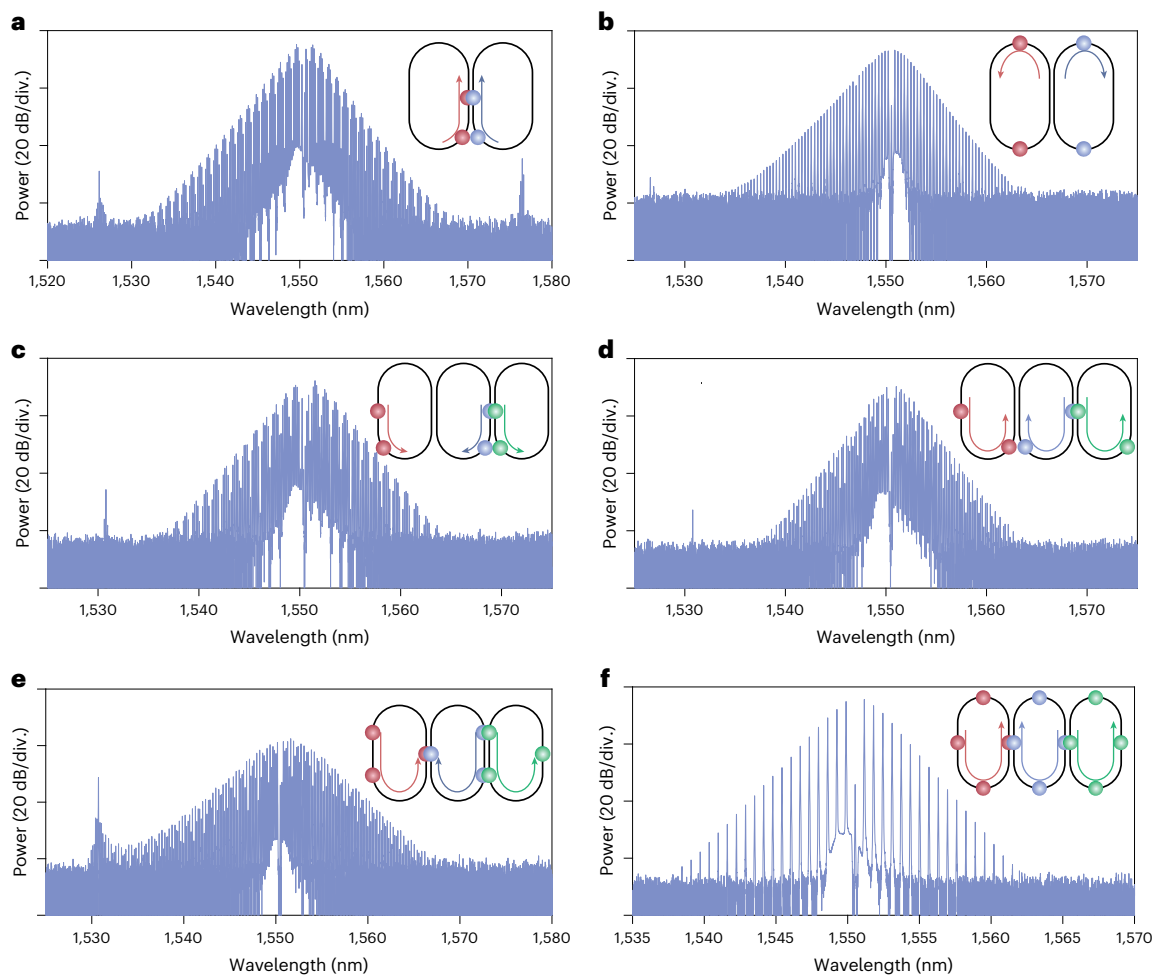 a
Power (20 dB/div.)
1,520 1,530 1,540 1,550 1,560 1,570 1,580
Wavelength (nm)
b
Power (20 dB/div.)
1,530 1,540 1,550 1,560 1,570
Wavelength (nm)
c
Power (20 dB/div.)
1,530 1,540 1,550 1,560 1,570
Wavelength (nm)
d
Power (20 dB/div.)
1,530 1,540 1,550 1,560 1,570
Wavelength (nm)
e
Power (20 dB/div.)
1,530 1,540 1,550 1,560 1,570 1,580
Wavelength (nm)
f
Power (20 dB/div.)
1,535 1,540 1,545 1,550 1,555 1,560 1,565 1,570
Wavelength (nm)